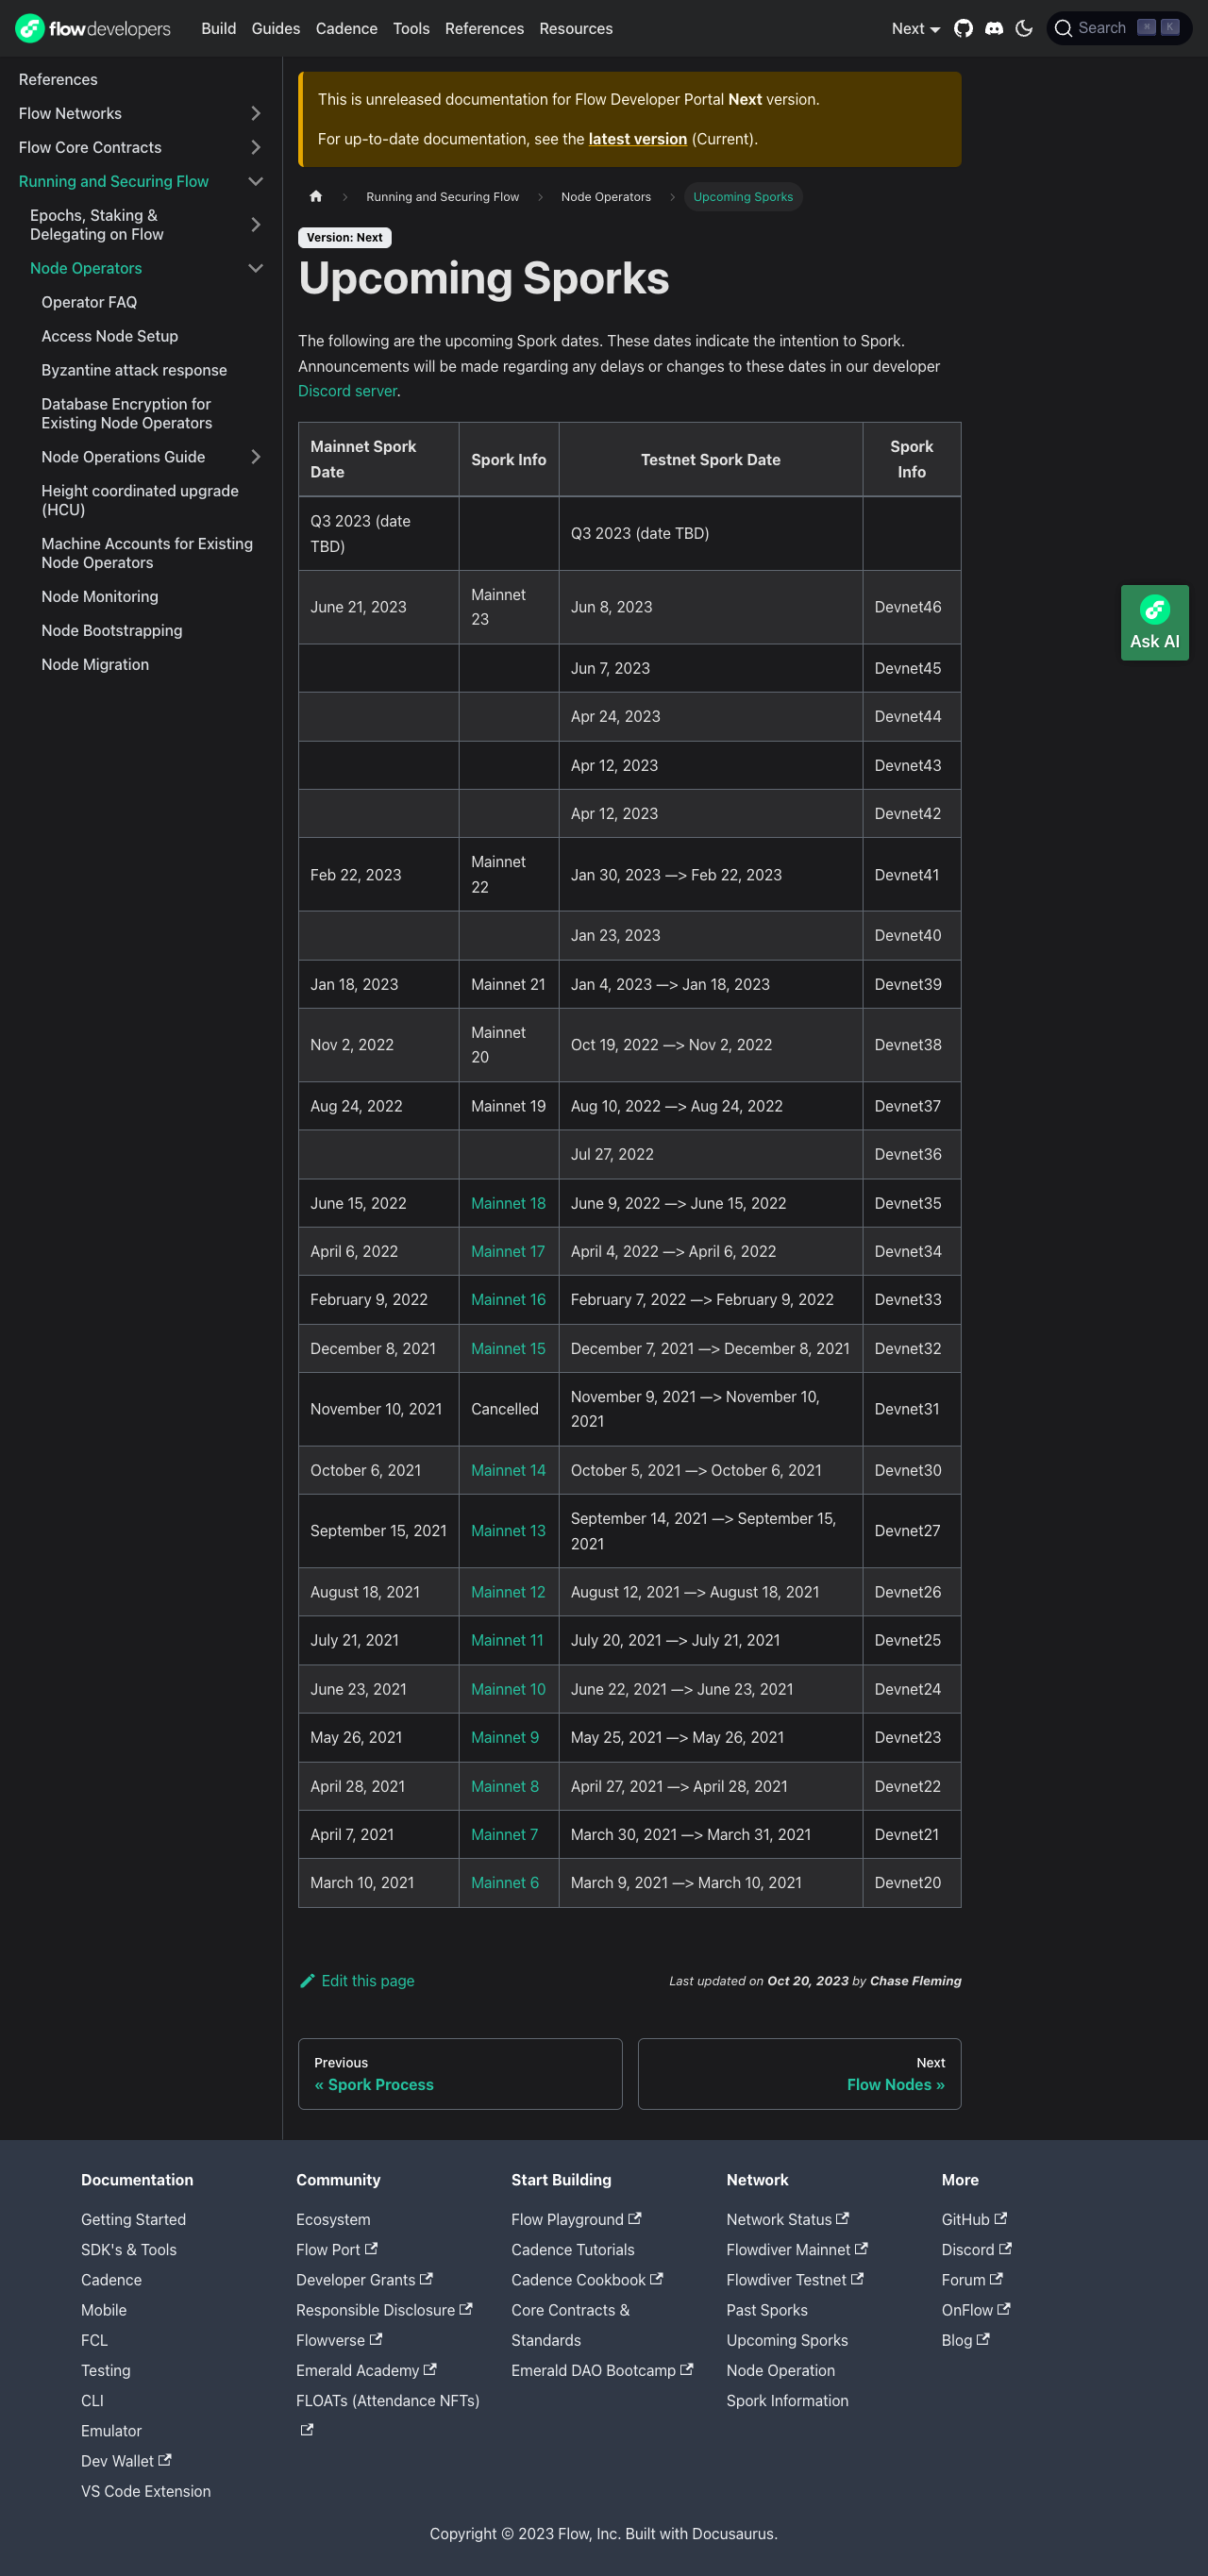 flowdevelopers
Build Guides Cadence Tools References Resources
Next
Search ⌘ K
References
Flow Networks
Flow Core Contracts
Running and Securing Flow
Epochs, Staking &
Delegating on Flow
Node Operators
Operator FAQ
Access Node Setup
Byzantine attack response
Database Encryption for
Existing Node Operators
Node Operations Guide
Height coordinated upgrade
(HCU)
Machine Accounts for Existing
Node Operators
Node Monitoring
Node Bootstrapping
Node Migration
This is unreleased documentation for Flow Developer Portal Next version.
For up-to-date documentation, see the latest version (Current).
Running and Securing Flow > Node Operators > Upcoming Sporks
Version: Next
Upcoming Sporks
The following are the upcoming Spork dates. These dates indicate the intention to Spork.
Announcements will be made regarding any delays or changes to these dates in our developer
Discord server.
Mainnet Spork
Date
Spork Info
Testnet Spork Date
Spork
Info
Q3 2023 (date
TBD)
Q3 2023 (date TBD)
June 21, 2023
Mainnet
23
Jun 8, 2023
Devnet46
Jun 7, 2023 Devnet45
Apr 24, 2023 Devnet44
Apr 12, 2023 Devnet43
Apr 12, 2023 Devnet42
Feb 22, 2023
Mainnet
22
Jan 30, 2023 —> Feb 22, 2023
Devnet41
Jan 23, 2023 Devnet40
Jan 18, 2023 Mainnet 21 Jan 4, 2023 —> Jan 18, 2023 Devnet39
Nov 2, 2022
Mainnet
20
Oct 19, 2022 —> Nov 2, 2022
Devnet38
Aug 24, 2022 Mainnet 19 Aug 10, 2022 —> Aug 24, 2022 Devnet37
Jul 27, 2022 Devnet36
June 15, 2022 Mainnet 18 June 9, 2022 —> June 15, 2022 Devnet35
April 6, 2022 Mainnet 17 April 4, 2022 —> April 6, 2022 Devnet34
February 9, 2022 Mainnet 16 February 7, 2022 —> February 9, 2022 Devnet33
December 8, 2021 Mainnet 15 December 7, 2021 —> December 8, 2021 Devnet32
November 10, 2021
Cancelled
November 9, 2021 —> November 10,
2021
Devnet31
October 6, 2021 Mainnet 14 October 5, 2021 —> October 6, 2021 Devnet30
September 15, 2021
Mainnet 13
September 14, 2021 —> September 15,
2021
Devnet27
August 18, 2021 Mainnet 12 August 12, 2021 —> August 18, 2021 Devnet26
July 21, 2021 Mainnet 11 July 20, 2021 —> July 21, 2021 Devnet25
June 23, 2021 Mainnet 10 June 22, 2021 —> June 23, 2021 Devnet24
May 26, 2021 Mainnet 9 May 25, 2021 —> May 26, 2021 Devnet23
April 28, 2021 Mainnet 8 April 27, 2021 —> April 28, 2021 Devnet22
April 7, 2021 Mainnet 7 March 30, 2021 —> March 31, 2021 Devnet21
March 10, 2021 Mainnet 6 March 9, 2021 —> March 10, 2021 Devnet20
Ask AI
Edit this page
Last updated on Oct 20, 2023 by Chase Fleming
Previous
« Spork Process
Next
Flow Nodes »
Documentation
Getting Started
SDK's & Tools
Cadence
Mobile
FCL
Testing
CLI
Emulator
Dev Wallet
VS Code Extension
Community
Ecosystem
Flow Port
Developer Grants
Responsible Disclosure
Flowverse
Emerald Academy
FLOATs (Attendance NFTs)
Start Building
Flow Playground
Cadence Tutorials
Cadence Cookbook
Core Contracts &
Standards
Emerald DAO Bootcamp
Network
Network Status
Flowdiver Mainnet
Flowdiver Testnet
Past Sporks
Upcoming Sporks
Node Operation
Spork Information
More
GitHub
Discord
Forum
OnFlow
Blog
Copyright © 2023 Flow, Inc. Built with Docusaurus.